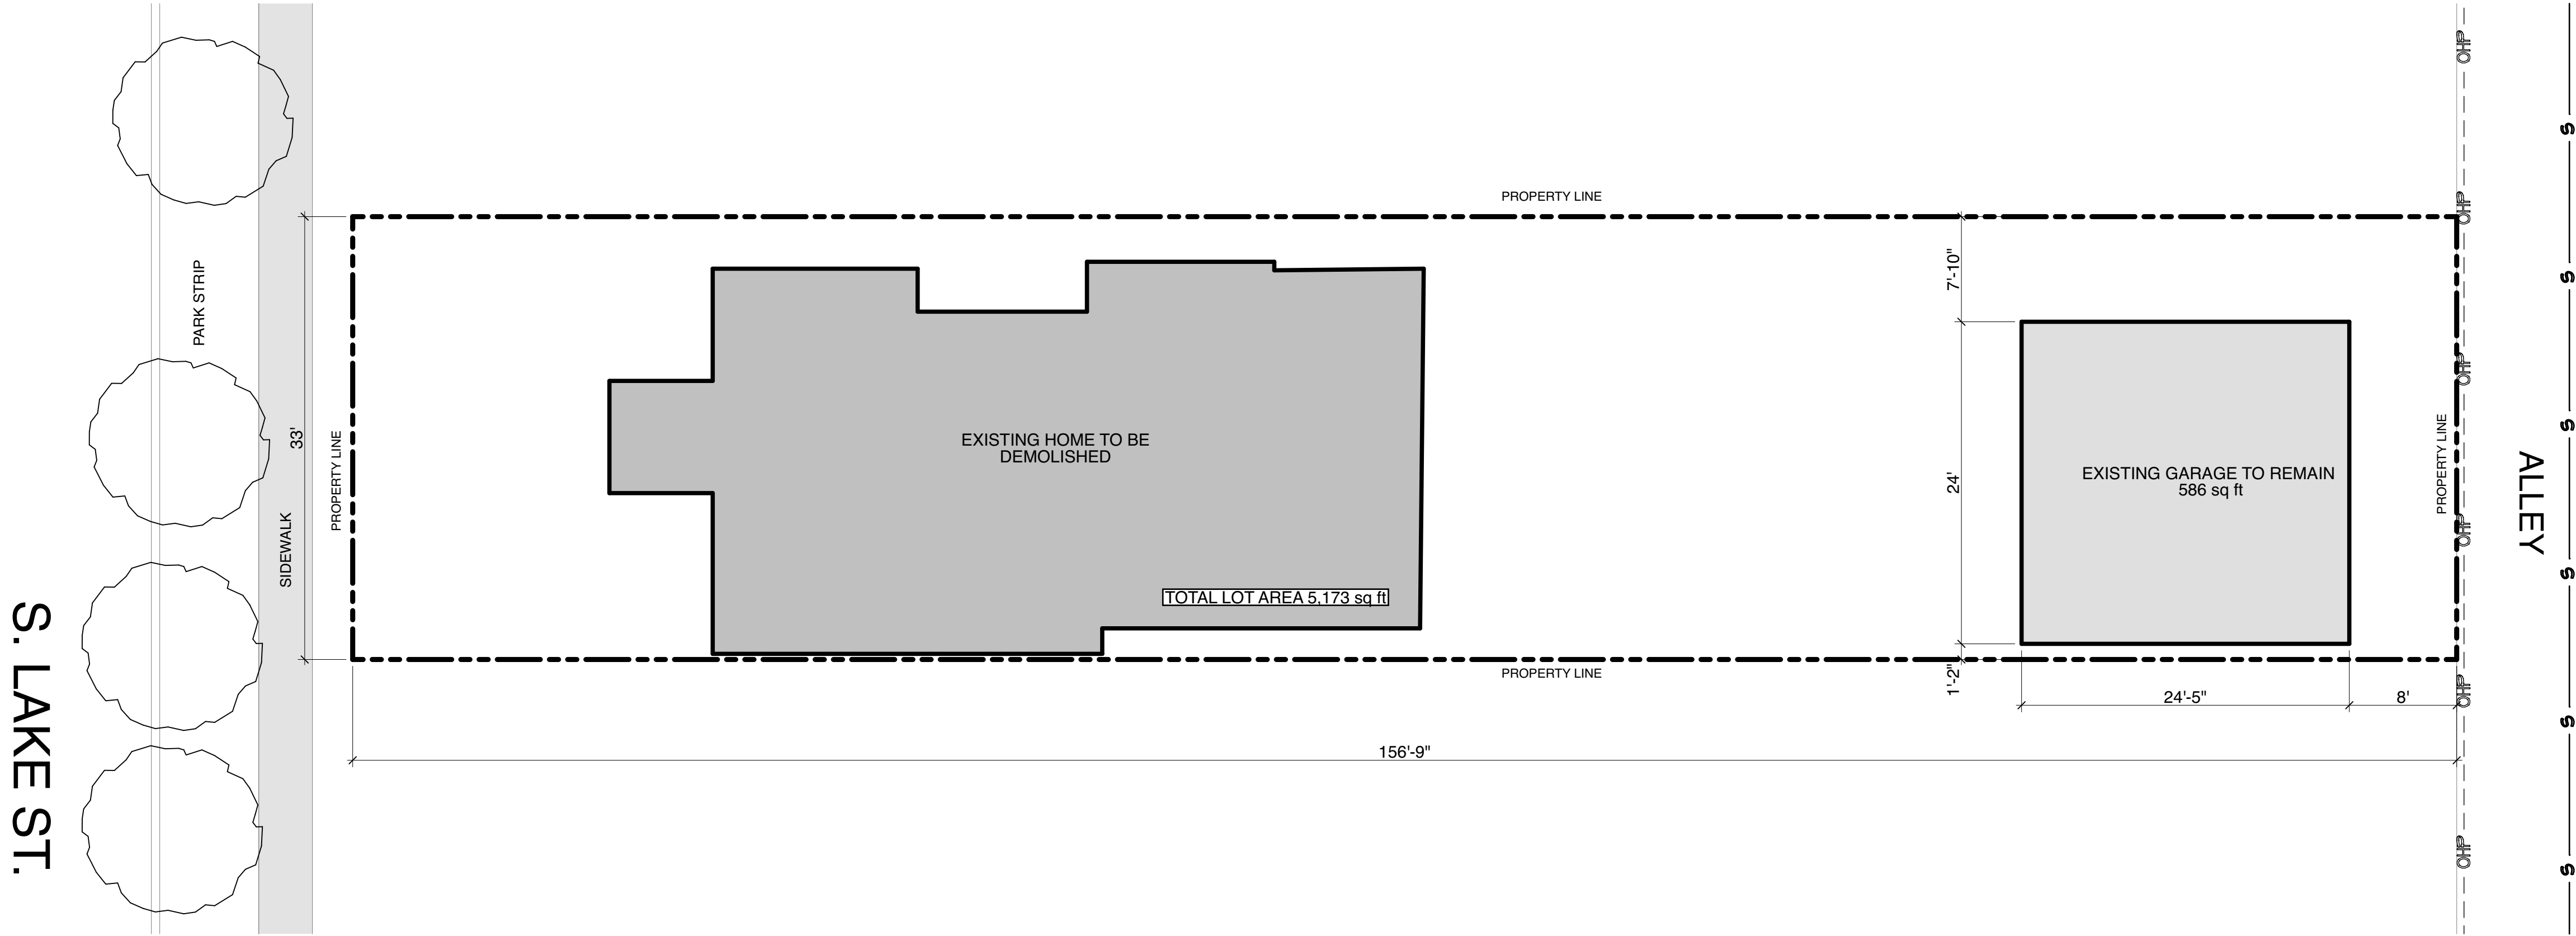 S. LAKE ST.
PARK STRIP
SIDEWALK
33'
PROPERTY LINE
PROPERTY LINE
EXISTING HOME TO BE
DEMOLISHED
TOTAL LOT AREA 5,173 sq ft
PROPERTY LINE
156'-9"
7'-10"
24'
1'-2"
EXISTING GARAGE TO REMAIN
586 sq ft
24'-5"
8'
PROPERTY LINE
OHP
OHP
OHP
OHP
OHP
OHP
ALLEY
S
S
S
S
S
S